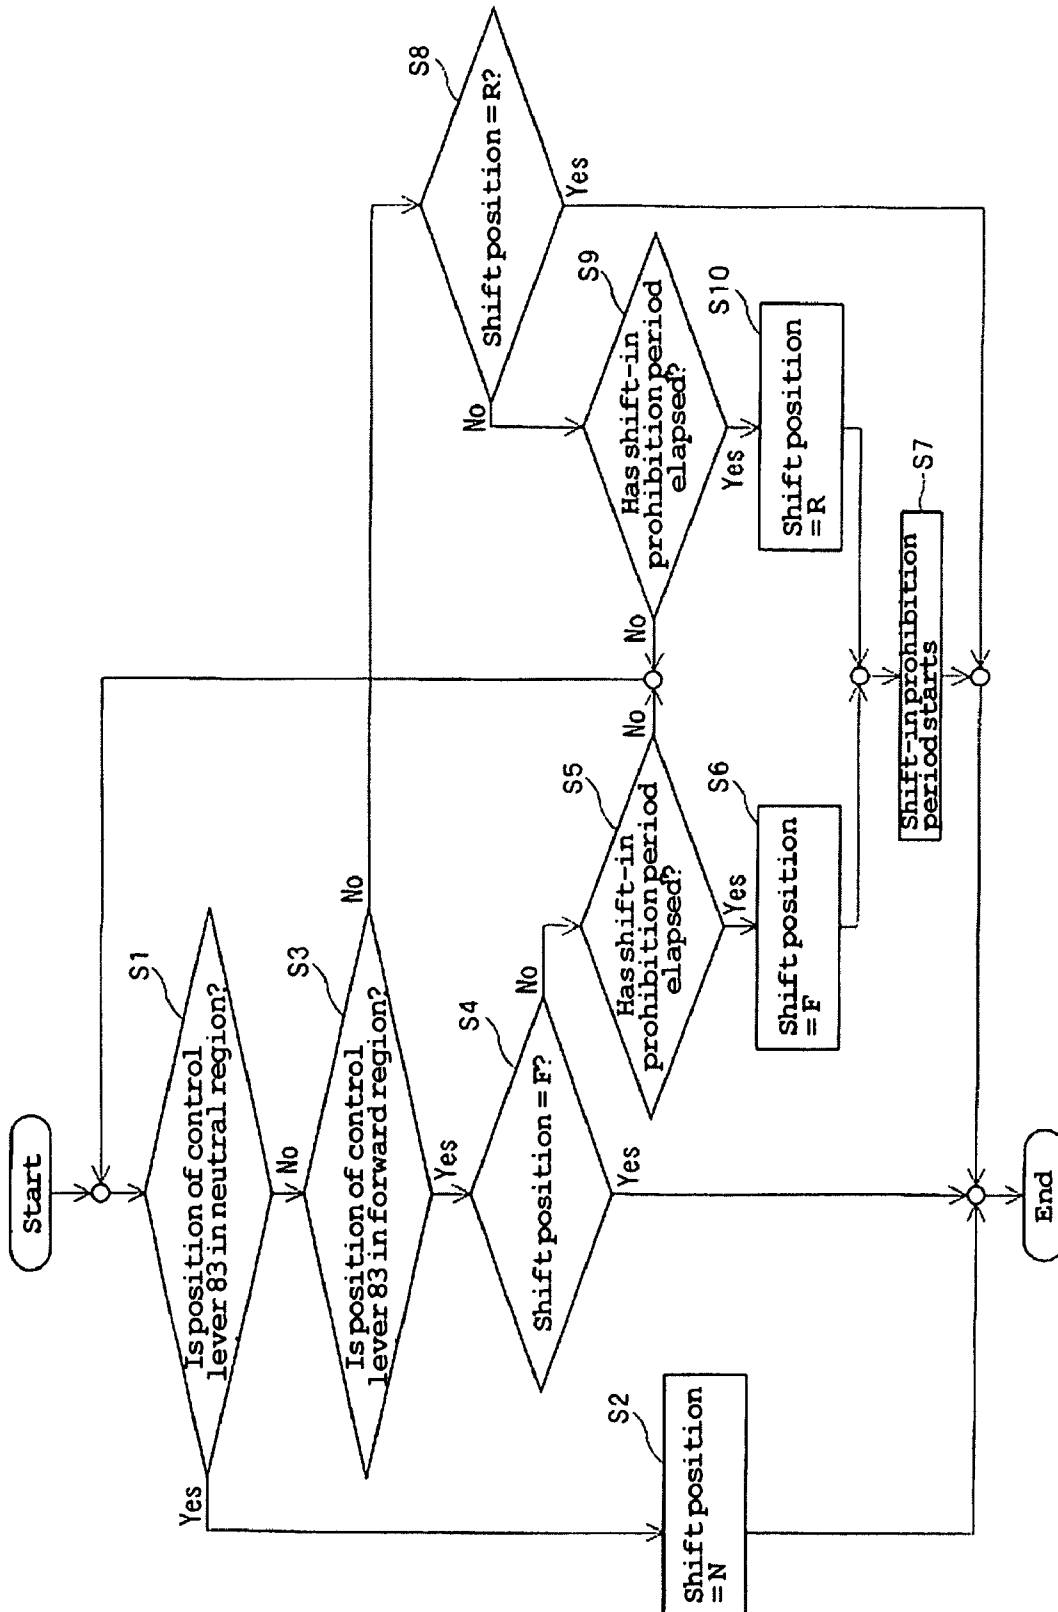 Start
S1
Is position of control
lever 83 in neutral region?
Yes
No
S2
Shift position
=N
S3
Is position of control
lever 83 in forward region?
Yes
No
S4
Shift position = F?
Yes
No
S5
Has shift-in
prohibition period
elapsed?
Yes
No
S6
Shift position
=F
S7
Shift-in prohibition
period starts
S8
Shift position = R?
No
Yes
S9
Has shift-in
prohibition period
elapsed?
No
Yes
S10
Shift position
=R
End